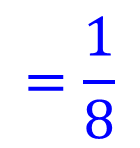 = 1/8